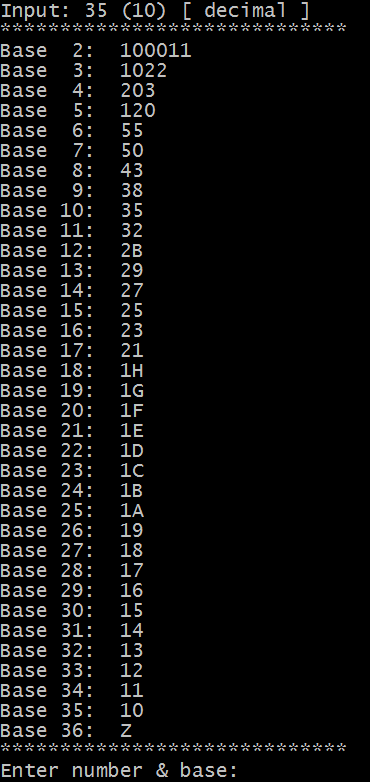 Input: 35 (10) [ decimal ]
*****************************
Base  2:  100011
Base  3:  1022
Base  4:  203
Base  5:  120
Base  6:  55
Base  7:  50
Base  8:  43
Base  9:  38
Base 10:  35
Base 11:  32
Base 12:  2B
Base 13:  29
Base 14:  27
Base 15:  25
Base 16:  23
Base 17:  21
Base 18:  1H
Base 19:  1G
Base 20:  1F
Base 21:  1E
Base 22:  1D
Base 23:  1C
Base 24:  1B
Base 25:  1A
Base 26:  19
Base 27:  18
Base 28:  17
Base 29:  16
Base 30:  15
Base 31:  14
Base 32:  13
Base 33:  12
Base 34:  11
Base 35:  10
Base 36:  Z
*****************************
Enter number & base: